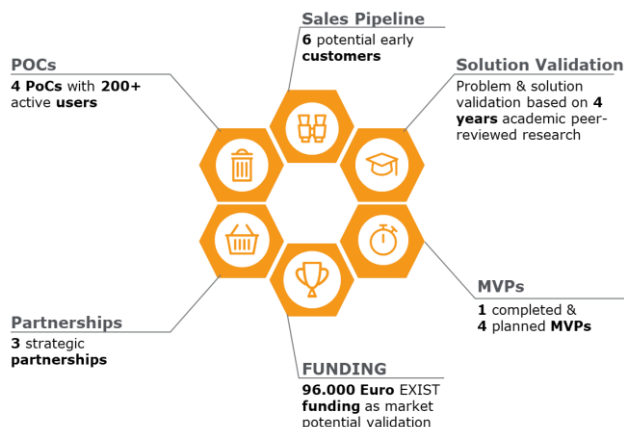 Sales Pipeline
6 potential early
customers
POCs
4 PoCs with 200+
active users
Solution Validation
Problem & solution
validation based on 4
years academic peer-
reviewed research
MVPs
1 completed &
4 planned MVPs
Partnerships
3 strategic
partnerships
FUNDING
96.000 Euro EXIST
funding as market
potential validation